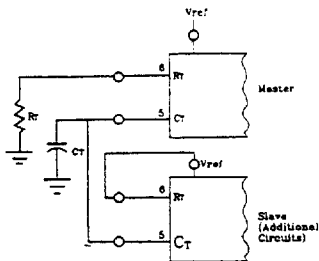 Vref
6
RT
Master
RT
5
CT
CT
Vref
6
RT
Slave
(Additional
Circuits)
5
CT